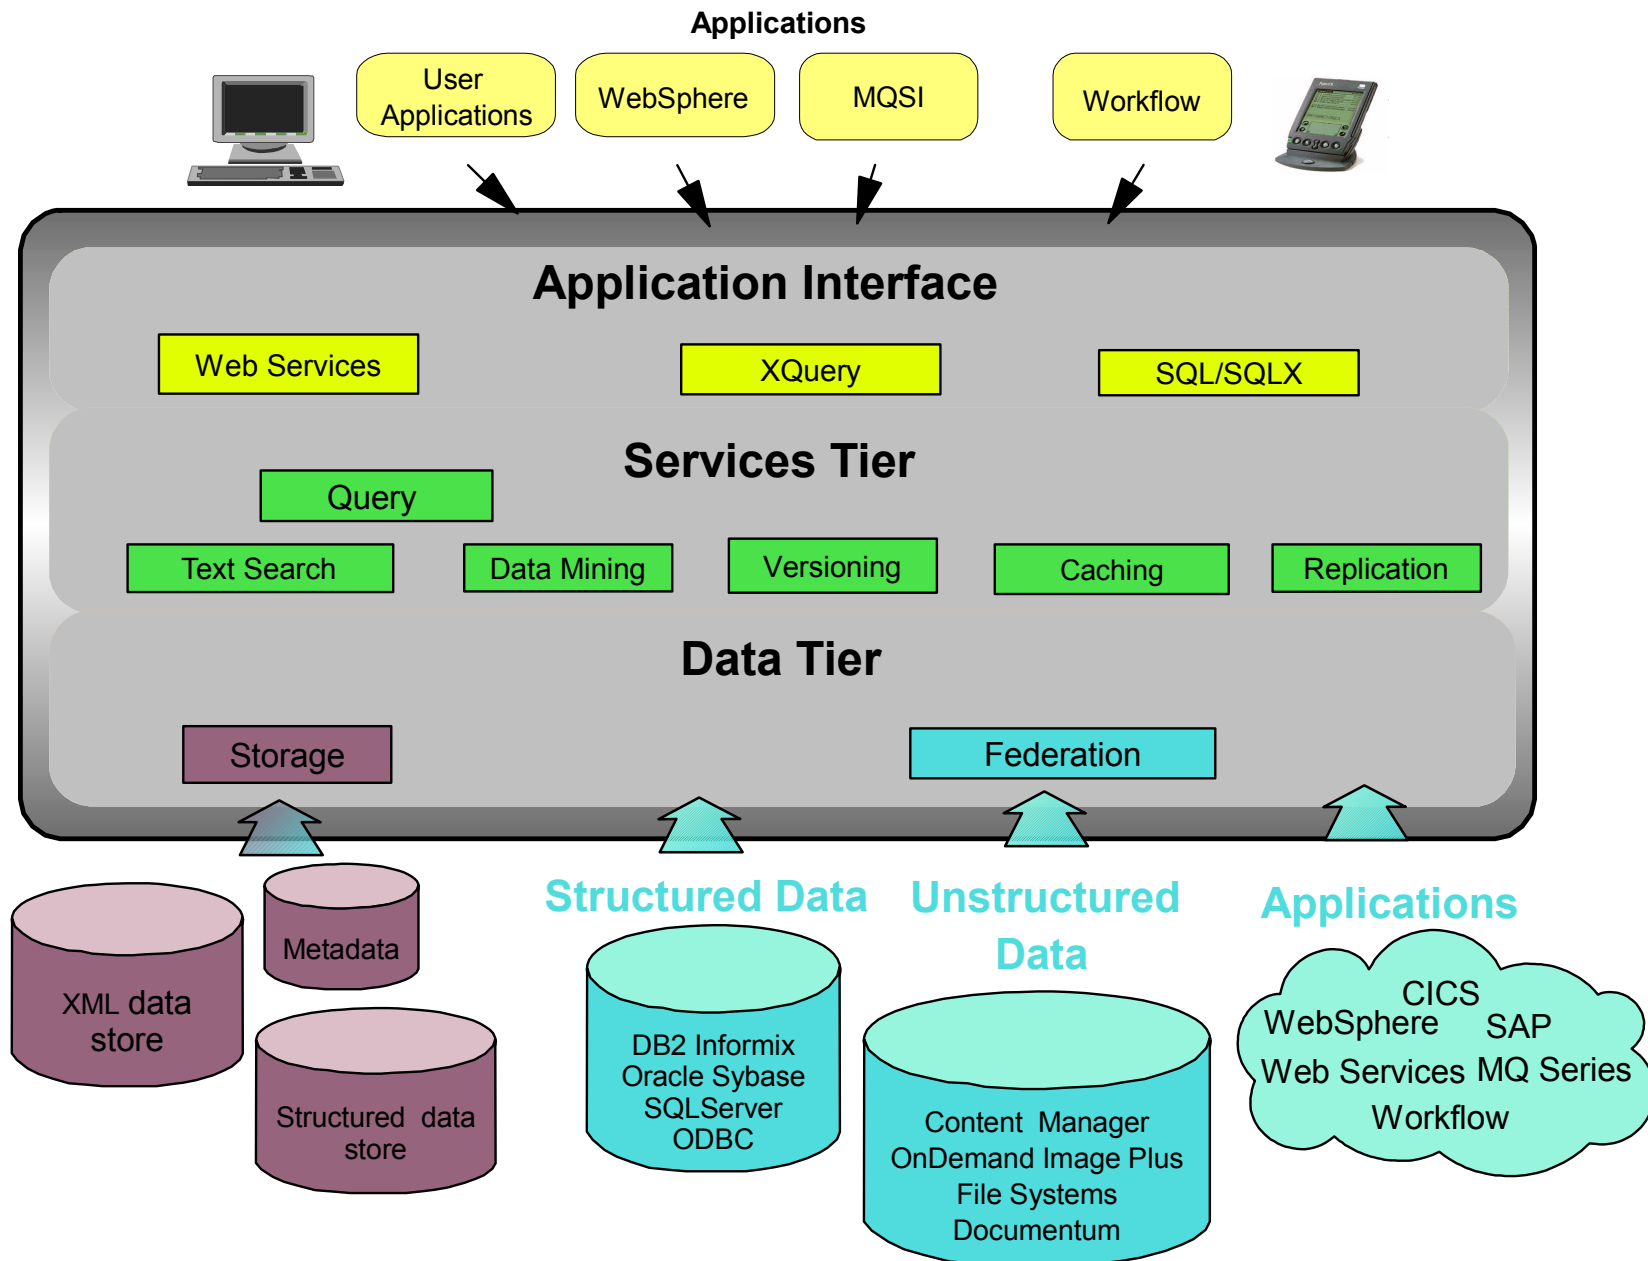 Applications
User
Applications
WebSphere
MQSI
Workflow
Application Interface
Web Services
XQuery
SQL/SQLX
Services Tier
Query
Text Search
Data Mining
Versioning
Caching
Replication
Data Tier
Storage
Federation
Metadata
XML data
store
Structured data
store
Structured Data
DB2 Informix
Oracle Sybase
SQLServer
ODBC
Unstructured
Data
Content Manager
OnDemand Image Plus
File Systems
Documentum
Applications
CICS
WebSphere SAP
Web Services MQ Series
Workflow